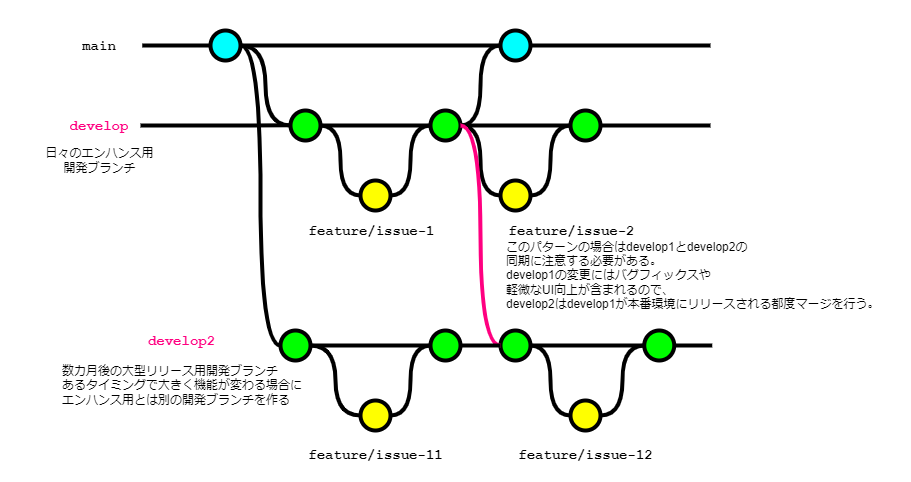 main
develop
日々のエンハンス用
開発ブランチ
feature/issue-1
feature/issue-2
このパターンの場合はdevelop1とdevelop2の
同期に注意する必要がある。
develop1の変更にはバグフィックスや
軽微なUI向上が含まれるので、
develop2はdevelop1が本番環境にリリースされる都度マージを行う。
develop2
数カ月後の大型リリース用開発ブランチ
あるタイミングで大きく機能が変わる場合に
エンハンス用とは別の開発ブランチを作る
feature/issue-11
feature/issue-12